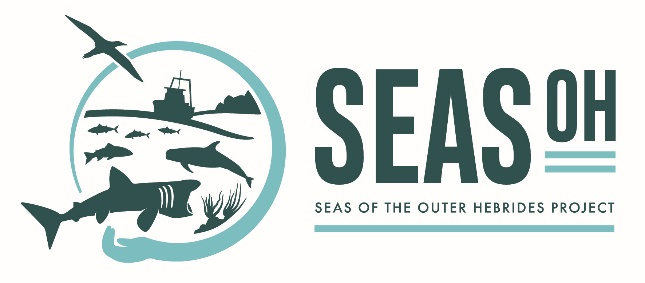 SEAS OH
SEAS OF THE OUTER HEBRIDES PROJECT